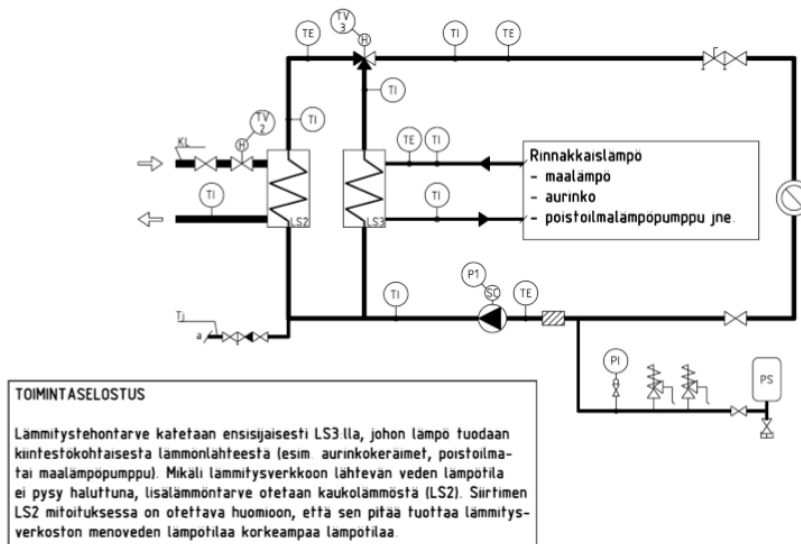 TV
3
TE
H
TI
TE
TI
TV
2
TI
KL
H
TE
TI
Rinnakkaislämpö
- maalämpö
- aurinko
- poistoilmalämpöpumppu jne.
TI
TI
LS2
LS3
P1
SC
TI
TE
Tj
a
PI
PS
TOIMINTASELOSTUS
Lämmitystehontarve katetaan ensisijaisesti LS3:lla, johon lämpö tuodaan
kiinteistökohtaisesta lämmönlähteestä (esim. aurinkokeräimet, poistoilma-
tai maalämpöpumppu). Mikäli lämmitysverkkoon lähtevän veden lämpötila
ei pysy haluttuna, lisälämmöntarve otetaan kaukolämmöstä (LS2). Siirtimen
LS2 mitoituksessa on otettava huomioon, että sen pitää tuottaa lämmitys-
verkoston menoveden lämpötilaa korkeampaa lämpötilaa.